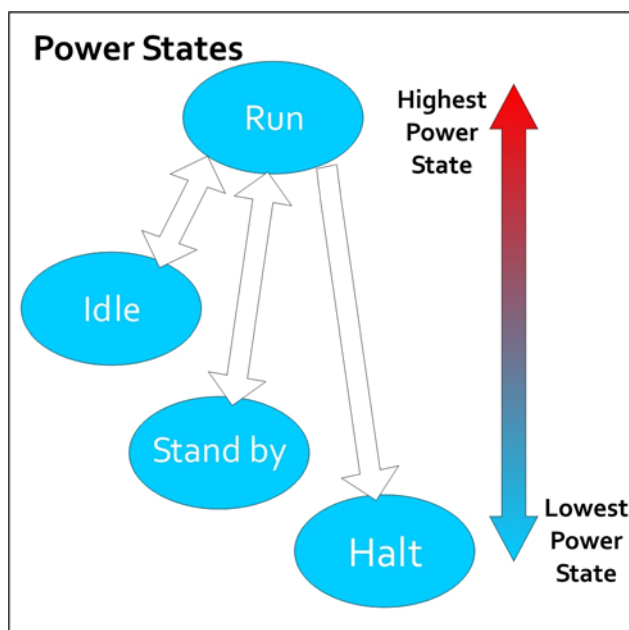 Power States
Run
Highest
Power
State
Idle
Stand by
Halt
Lowest
Power
State